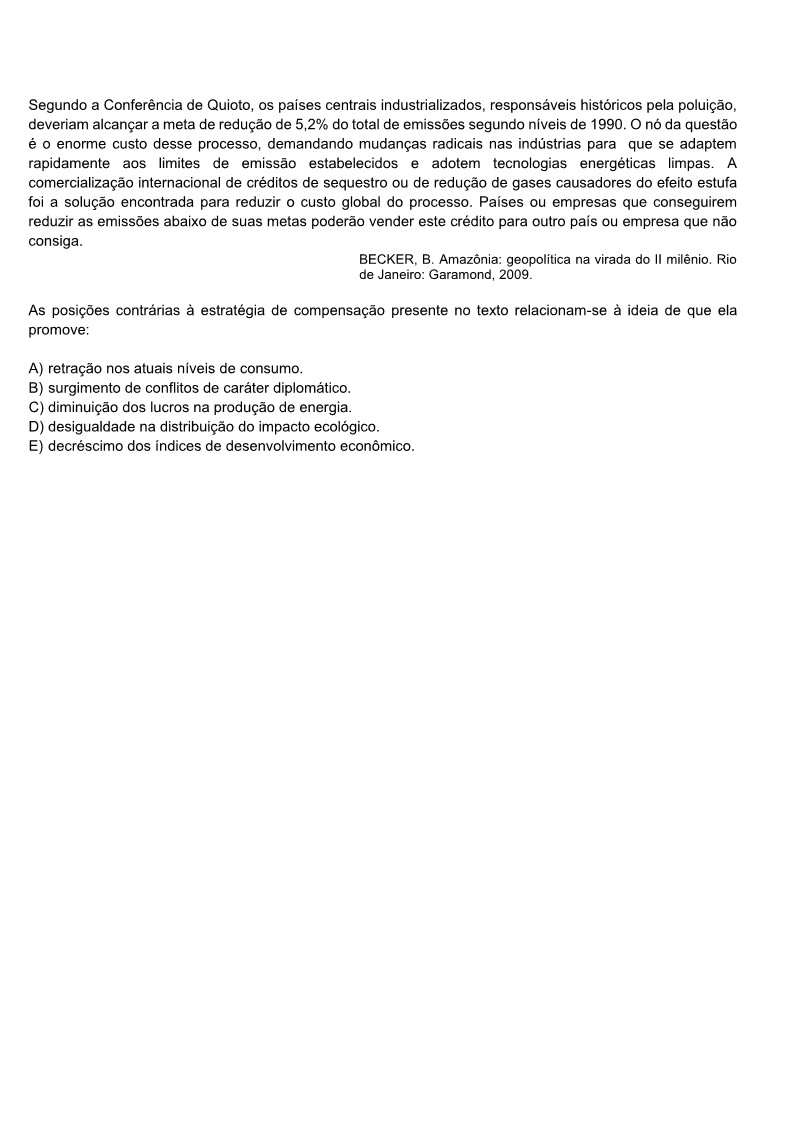 Segundo a Conferência de Quioto, os países centrais industrializados, responsáveis históricos pela poluição,
deveriam alcançar a meta de redução de 5,2% do total de emissões segundo níveis de 1990. O nó da questão
é o enorme custo desse processo, demandando mudanças radicais nas indústrias para  que se adaptem
rapidamente aos limites de emissão estabelecidos e adotem tecnologias energéticas limpas. A
comercialização internacional de créditos de sequestro ou de redução de gases causadores do efeito estufa
foi a solução encontrada para reduzir o custo global do processo. Países ou empresas que conseguirem
reduzir as emissões abaixo de suas metas poderão vender este crédito para outro país ou empresa que não
consiga.
BECKER, B. Amazônia: geopolítica na virada do II milênio. Rio
de Janeiro: Garamond, 2009.
As posições contrárias à estratégia de compensação presente no texto relacionam-se à ideia de que ela
promove:
A) retração nos atuais níveis de consumo.
B) surgimento de conflitos de caráter diplomático.
C) diminuição dos lucros na produção de energia.
D) desigualdade na distribuição do impacto ecológico.
E) decréscimo dos índices de desenvolvimento econômico.